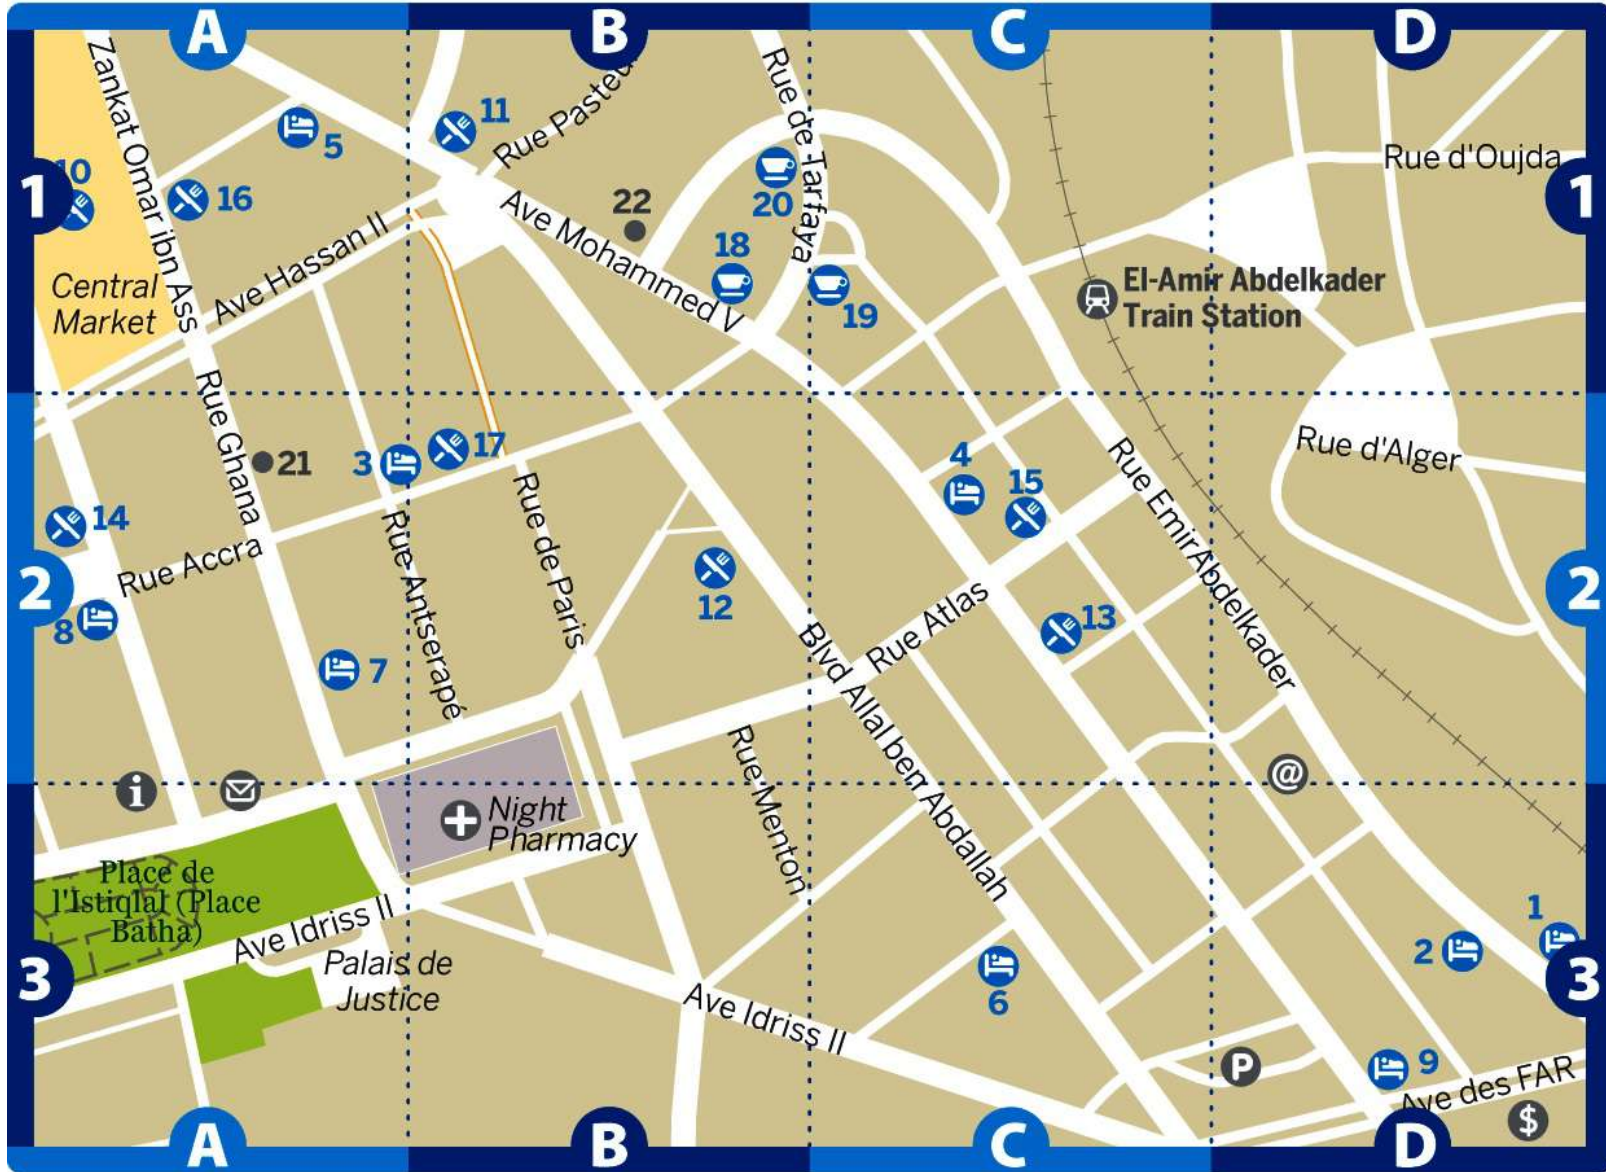 A
B
C
D
1
1
2
2
3
3
A
B
C
D
Zankat Omar ibn Ass
5
11
Rue Pasteur
Rue de Tarfaya
Rue d'Oujda
10
16
22
20
Ave Mohammed V
18
19
Central
Market
Ave Hassan II
El-Amir Abdelkader
Train Station
Rue Ghana
21
3
17
4
15
Rue d'Alger
14
Rue Accra
8
7
Rue Antserapé
Rue de Paris
12
Rue Atlas
13
Rue Emir Abdelkader
Blvd Allal ben Abdallah
Rue Menton
i
@
Night
Pharmacy
Place de
l'Istiqlal (Place
Batha)
Ave Idriss II
Palais de
Justice
Ave Idriss II
6
1
2
P
9
Ave des FAR
$